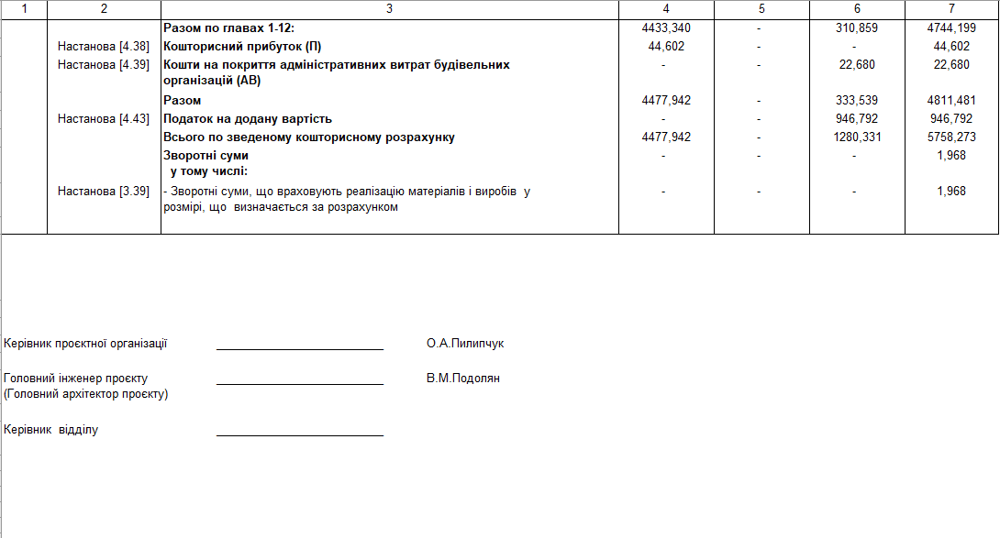 1 2 3 4 5 6 7
Разом по главах 1-12: 4433,340 - 310,859 4744,199
Настанова [4.38] Кошторисний прибуток (П) 44,602 - - 44,602
Настанова [4.39] Кошти на покриття адміністративних витрат будівельних - - 22,680 22,680
організацій (АВ)
Разом 4477,942 - 333,539 4811,481
Настанова [4.43] Податок на додану вартість - - 946,792 946,792
Всього по зведеному кошторисному розрахунку 4477,942 - 1280,331 5758,273
Зворотні суми - - - 1,968
у тому числі:
Настанова [3.39] - Зворотні суми, що враховують реалізацію матеріалів і виробів у - - - 1,968
розмірі, що визначається за розрахунком
Керівник проєктної організації О.А.Пилипчук
Головний інженер проєкту В.М.Подолян
(Головний архітектор проєкту)
Керівник відділу